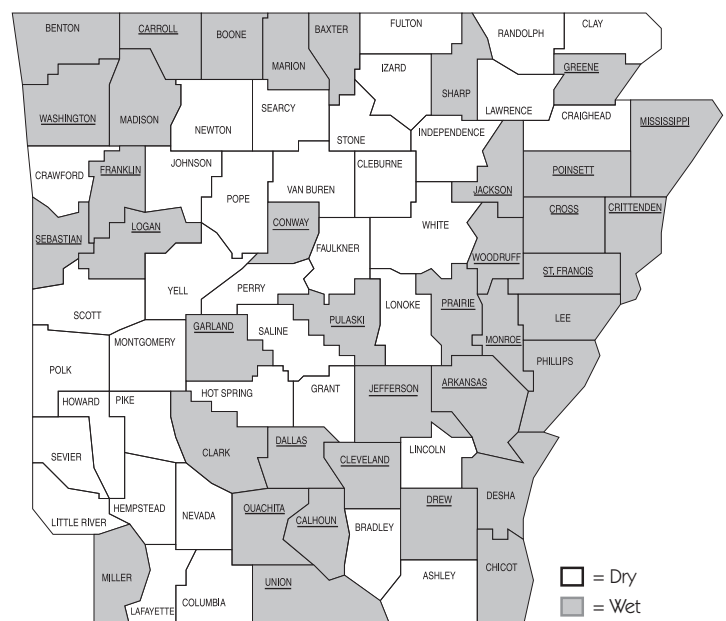 BENTON
CARROLL
BOONE
BAXTER
FULTON
RANDOLPH
CLAY
MARION
IZARD
SHARP
GREENE
WASHINGTON
MADISON
NEWTON
SEARCY
STONE
INDEPENDENCE
LAWRENCE
CRAIGHEAD
MISSISSIPPI
CRAWFORD
FRANKLIN
JOHNSON
POPE
VAN BUREN
CLEBURNE
JACKSON
POINSETT
SEBASTIAN
LOGAN
CONWAY
FAULKNER
WHITE
WOODRUFF
CROSS
CRITTENDEN
ST. FRANCIS
SCOTT
YELL
PERRY
PULASKI
LONOKE
PRAIRIE
MONROE
LEE
PHILLIPS
POLK
MONTGOMERY
GARLAND
SALINE
HOWARD
PIKE
HOT SPRING
GRANT
JEFFERSON
ARKANSAS
SEVIER
CLARK
DALLAS
CLEVELAND
LINCOLN
LITTLE RIVER
HEMPSTEAD
NEVADA
OUACHITA
CALHOUN
BRADLEY
DREW
DESHA
MILLER
LAFAYETTE
COLUMBIA
UNION
ASHLEY
CHICOT
= Dry
= Wet